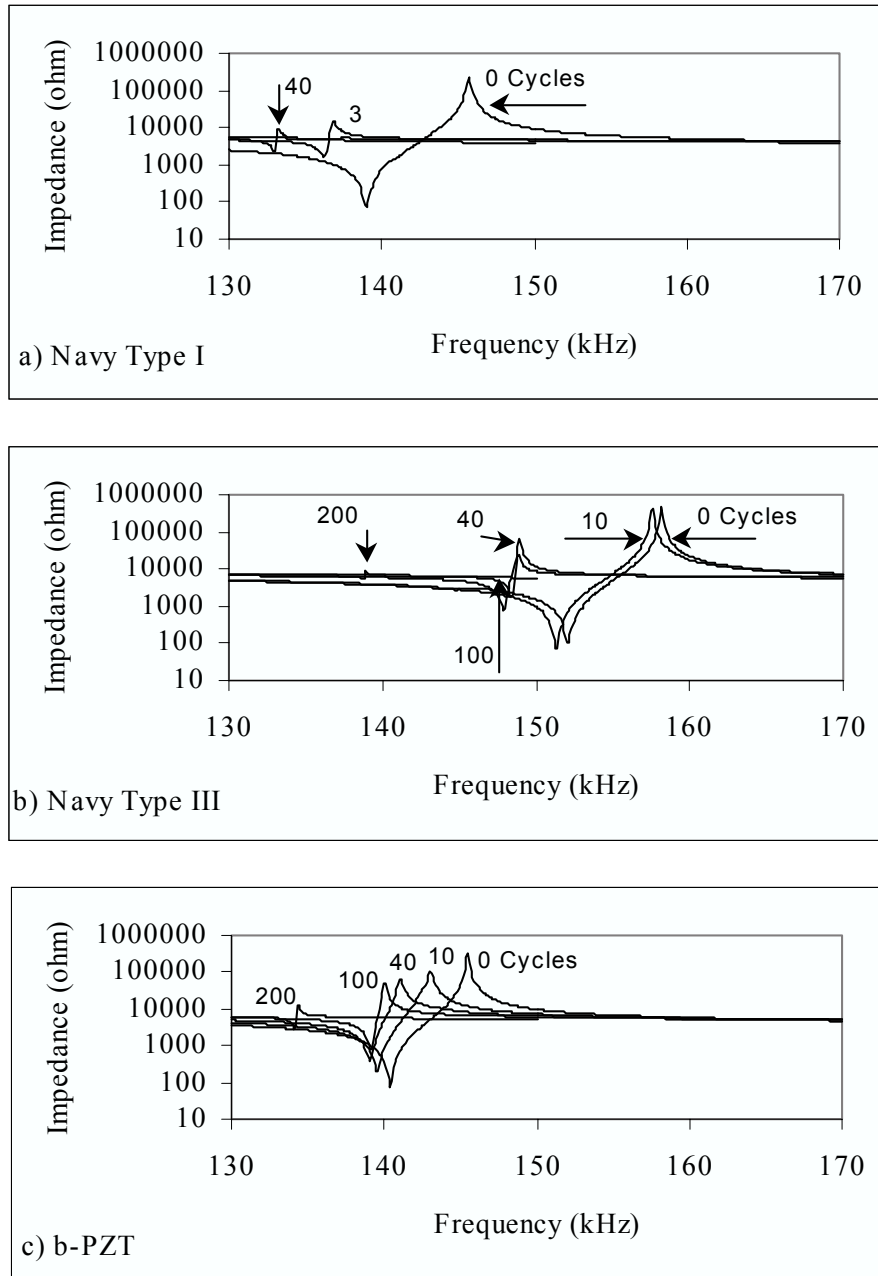 1000000
100000
10000
1000
100
10
Impedance (ohm)
40
3
0 Cycles
130 140 150 160 170
Frequency (kHz)
a) Navy Type I
1000000
100000
10000
1000
100
10
Impedance (ohm)
200
40
10
0 Cycles
100
130 140 150 160 170
Frequency (kHz)
b) Navy Type III
1000000
100000
10000
1000
100
10
Impedance (ohm)
200
100
40
10
0 Cycles
130 140 150 160 170
Frequency (kHz)
c) b-PZT